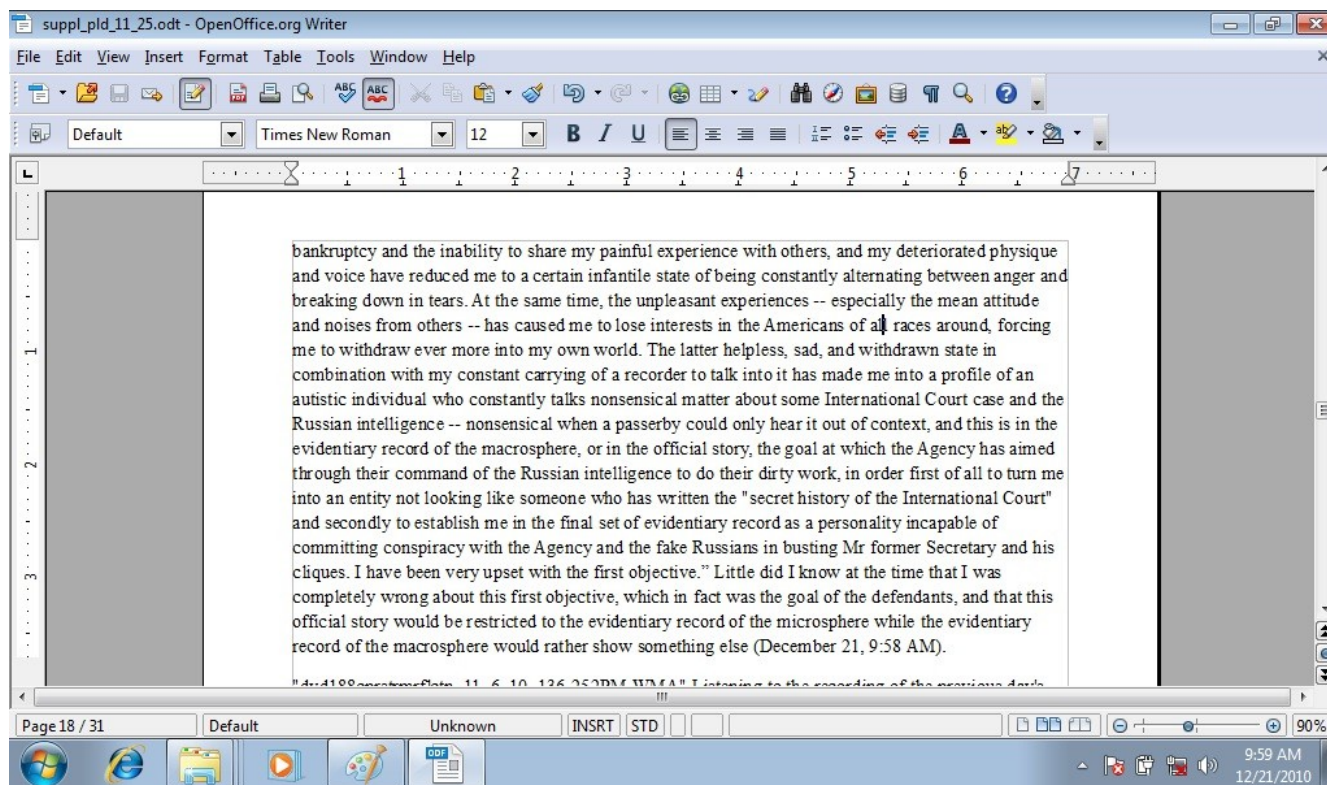 suppl_pld_11_25.odt - OpenOffice.org Writer
File Edit View Insert Format Table Tools Window Help
Default Times New Roman 12 B I U
1 2 3 4 5 6 7
bankruptcy and the inability to share my painful experience with others, and my deteriorated physique
and voice have reduced me to a certain infantile state of being constantly alternating between anger and
breaking down in tears. At the same time, the unpleasant experiences -- especially the mean attitude
and noises from others -- has caused me to lose interests in the Americans of all races around, forcing
me to withdraw ever more into my own world. The latter helpless, sad, and withdrawn state in
combination with my constant carrying of a recorder to talk into it has made me into a profile of an
autistic individual who constantly talks nonsensical matter about some International Court case and the
Russian intelligence -- nonsensical when a passerby could only hear it out of context, and this is in the
evidentiary record of the macrosphere, or in the official story, the goal at which the Agency has aimed
through their command of the Russian intelligence to do their dirty work, in order first of all to turn me
into an entity not looking like someone who has written the "secret history of the International Court"
and secondly to establish me in the final set of evidentiary record as a personality incapable of
committing conspiracy with the Agency and the fake Russians in busting Mr former Secretary and his
cliques. I have been very upset with the first objective.” Little did I know at the time that I was
completely wrong about this first objective, which in fact was the goal of the defendants, and that this
official story would be restricted to the evidentiary record of the microsphere while the evidentiary
record of the macrosphere would rather show something else (December 21, 9:58 AM).
Listening to the recording of the previous day's
Page 18 / 31 Default Unknown INSRT STD 90%
9:59 AM
12/21/2010